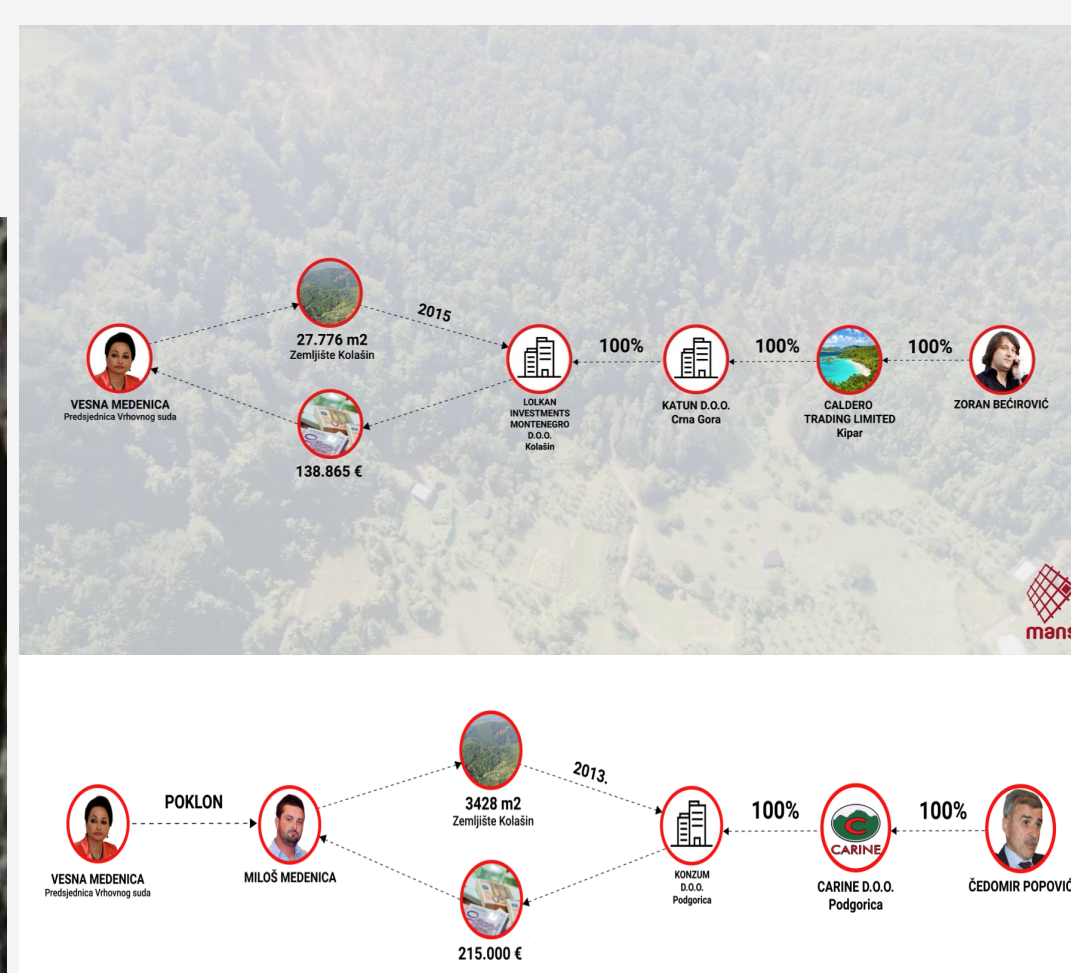 2015
27.776 m2
Zemljište Kolašin
100%
100%
100%
VESNA MEDENICA
Predsjednica Vrhovnog suda
LOLKAN
INVESTMENTS
MONTENEGRO
D.O.O.
Kolašin
KATUN D.O.O.
Crna Gora
CALDERO
TRADING LIMITED
Kipar
ZORAN BEĆIROVIĆ
138.865 €
mans
2013.
POKLON
3428 m2
Zemljište Kolašin
100%
100%
CARINE
VESNA MEDENICA
Predsjednica Vrhovnog suda
MILOŠ MEDENICA
KONZUM
D.O.O.
Podgorica
CARINE D.O.O.
Podgorica
ČEDOMIR POPOVIĆ
215.000 €